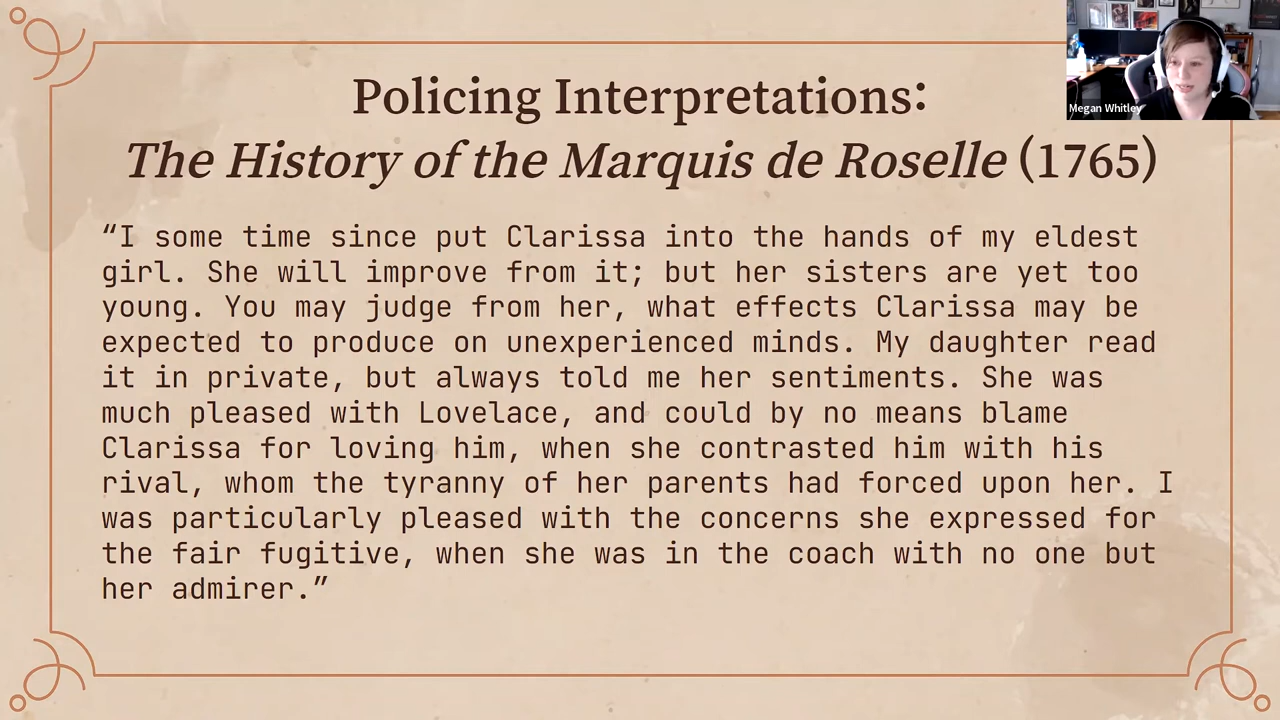 Policing Interpretations:
The History of the Marquis de Roselle (1765)
Megan Whitley
“I some time since put Clarissa into the hands of my eldest
girl. She will improve from it; but her sisters are yet too
young. You may judge from her, what effects Clarissa may be
expected to produce on unexperienced minds. My daughter read
it in private, but always told me her sentiments. She was
much pleased with Lovelace, and could by no means blame
Clarissa for loving him, when she contrasted him with his
rival, whom the tyranny of her parents had forced upon her. I
was particularly pleased with the concerns she expressed for
the fair fugitive, when she was in the coach with no one but
her admirer.”